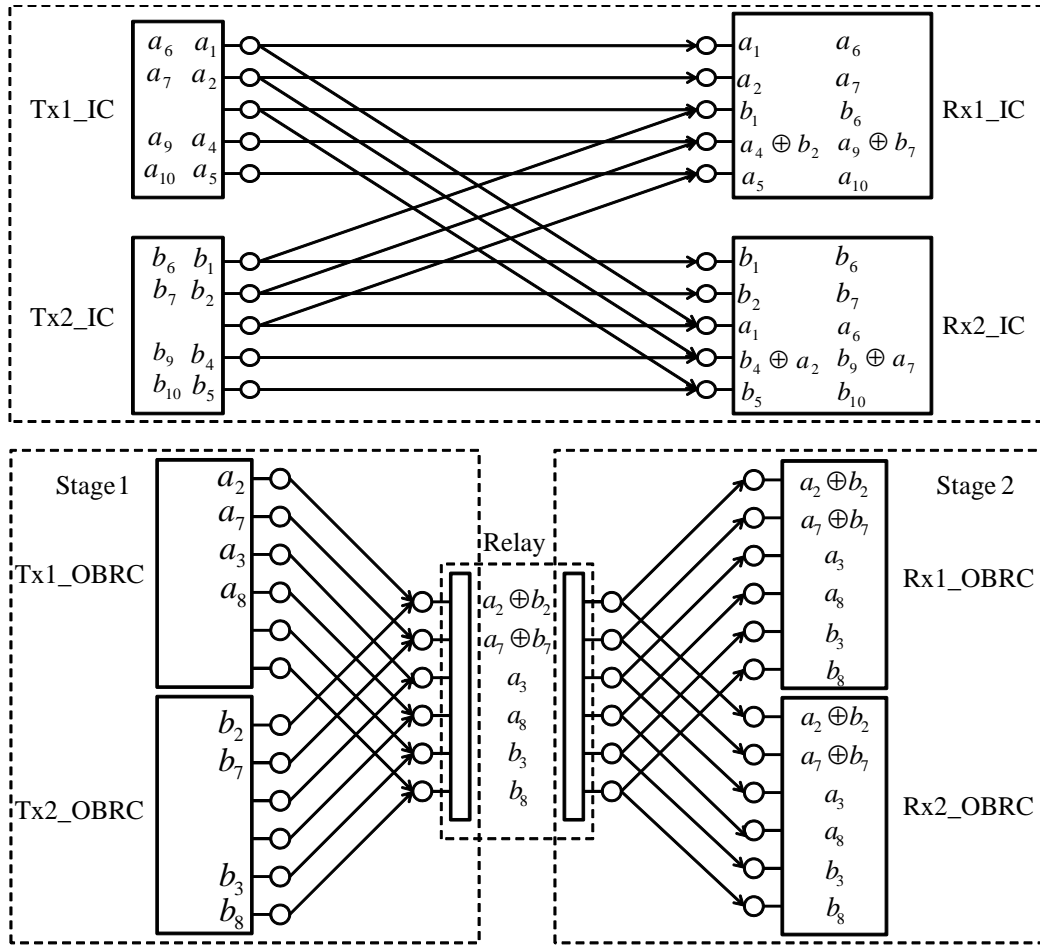 Tx1_IC
a₆ a₁
a₇ a₂
a₉ a₄
a₁₀ a₅
a₁ a₆
a₂ a₇
b₁ b₆
a₄ ⊕ b₂ a₉ ⊕ b₇
a₅ a₁₀
Rx1_IC
Tx2_IC
b₆ b₁
b₇ b₂
b₉ b₄
b₁₀ b₅
b₁ b₆
b₂ b₇
a₁ a₆
b₄ ⊕ a₂ b₉ ⊕ a₇
b₅ b₁₀
Rx2_IC
Stage 1
Tx1_OBRC
a₂
a₇
a₃
a₈
Tx2_OBRC
b₂
b₇
b₃
b₈
Relay
a₂ ⊕ b₂
a₇ ⊕ b₇
a₃
a₈
b₃
b₈
Stage 2
a₂ ⊕ b₂
a₇ ⊕ b₇
a₃
a₈
b₃
b₈
Rx1_OBRC
a₂ ⊕ b₂
a₇ ⊕ b₇
a₃
a₈
b₃
b₈
Rx2_OBRC